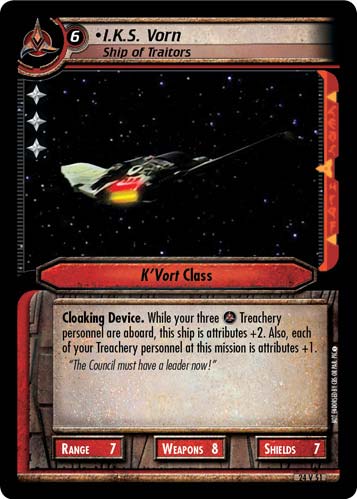 6
•I.K.S. Vorn
Ship of Traitors
K'Vort Class
Cloaking Device. While your three Treachery
personnel are aboard, this ship is attributes +2. Also, each
of your Treachery personnel at this mission is attributes +1.
"The Council must have a leader now!"
RANGE 7 WEAPONS 8 SHIELDS 7
24 V 51